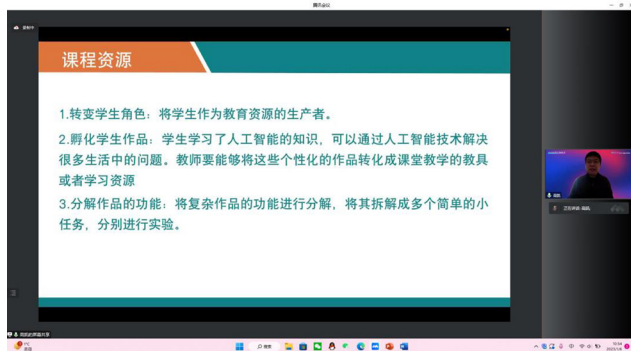 腾讯会议
课程资源
1.转变学生角色：将学生作为教育资源的生产者。
2.孵化学生作品：学生学习了人工智能的知识，可以通过人工智能技术解决
很多生活中的问题。教师要能够将这些个性化的作品转化成课堂教学的教具
或者学习资源
3.分解作品的功能：将复杂作品的功能进行分解，将其拆解成多个简单的小
任务，分别进行实验。
搜索